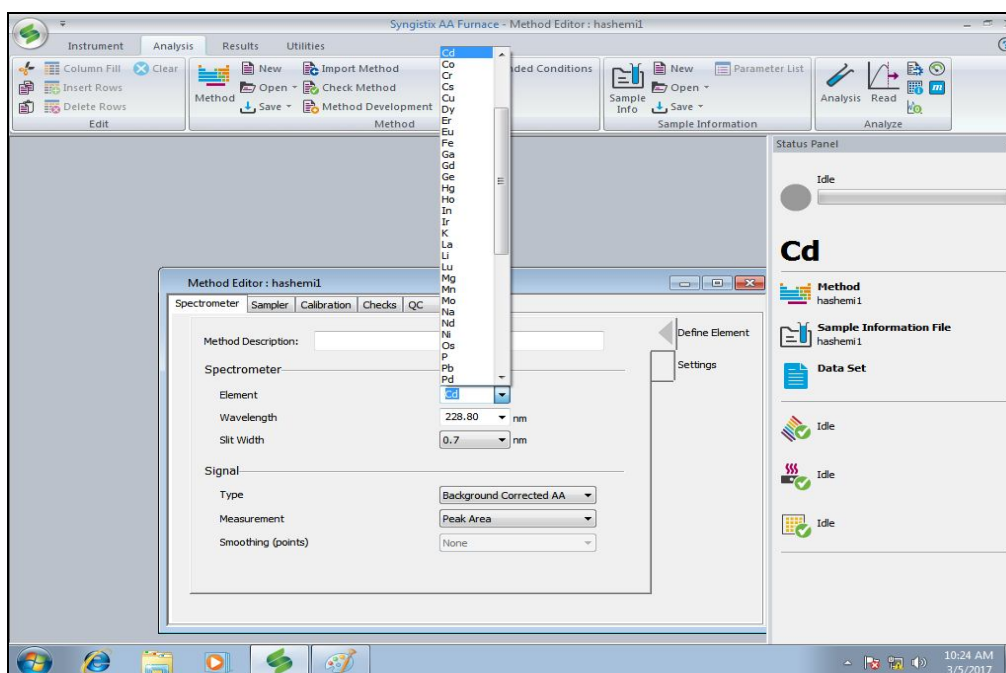 Syngistix AA Furnace - Method Editor : hashemi1
Instrument Analysis Results Utilities
Column Fill Clear
Insert Rows
Delete Rows
Edit
Method
New
Open
Save
Import Method
Check Method
Method Development
nded Conditions
Method
Sample Info
New
Open
Save
Parameter List
Sample Information
Analysis Read
Analyze
Cd
Co
Cr
Cs
Cu
Dy
Er
Eu
Fe
Ga
Gd
Ge
Hg
Ho
In
Ir
K
La
Li
Lu
Mg
Mn
Mo
Na
Nd
Ni
Os
P
Pb
Pd
Method Editor : hashemi1
Spectrometer Sampler Calibration Checks QC
Method Description:
Define Element
Settings
Spectrometer
Element Cd
Wavelength 228.80 nm
Slit Width 0.7 nm
Signal
Type Background Corrected AA
Measurement Peak Area
Smoothing (points) None
Status Panel
Idle
Cd
Method
hashemi1
Sample Information File
hashemi1
Data Set
Idle
Idle
Idle
10:24 AM
3/5/2017